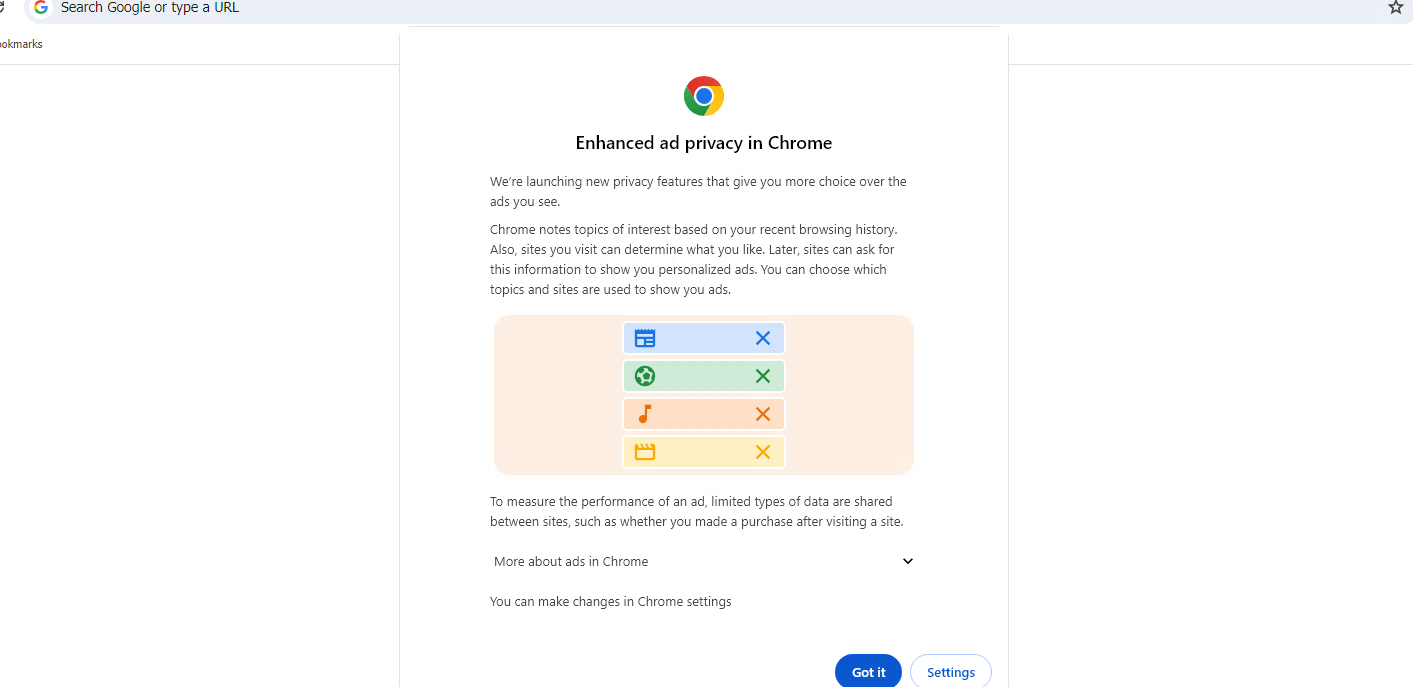 Search Google or type a URL
ookmarks
Enhanced ad privacy in Chrome
We're launching new privacy features that give you more choice over the
ads you see.
Chrome notes topics of interest based on your recent browsing history.
Also, sites you visit can determine what you like. Later, sites can ask for
this information to show you personalized ads. You can choose which
topics and sites are used to show you ads.
To measure the performance of an ad, limited types of data are shared
between sites, such as whether you made a purchase after visiting a site.
More about ads in Chrome
You can make changes in Chrome settings
Got it
Settings